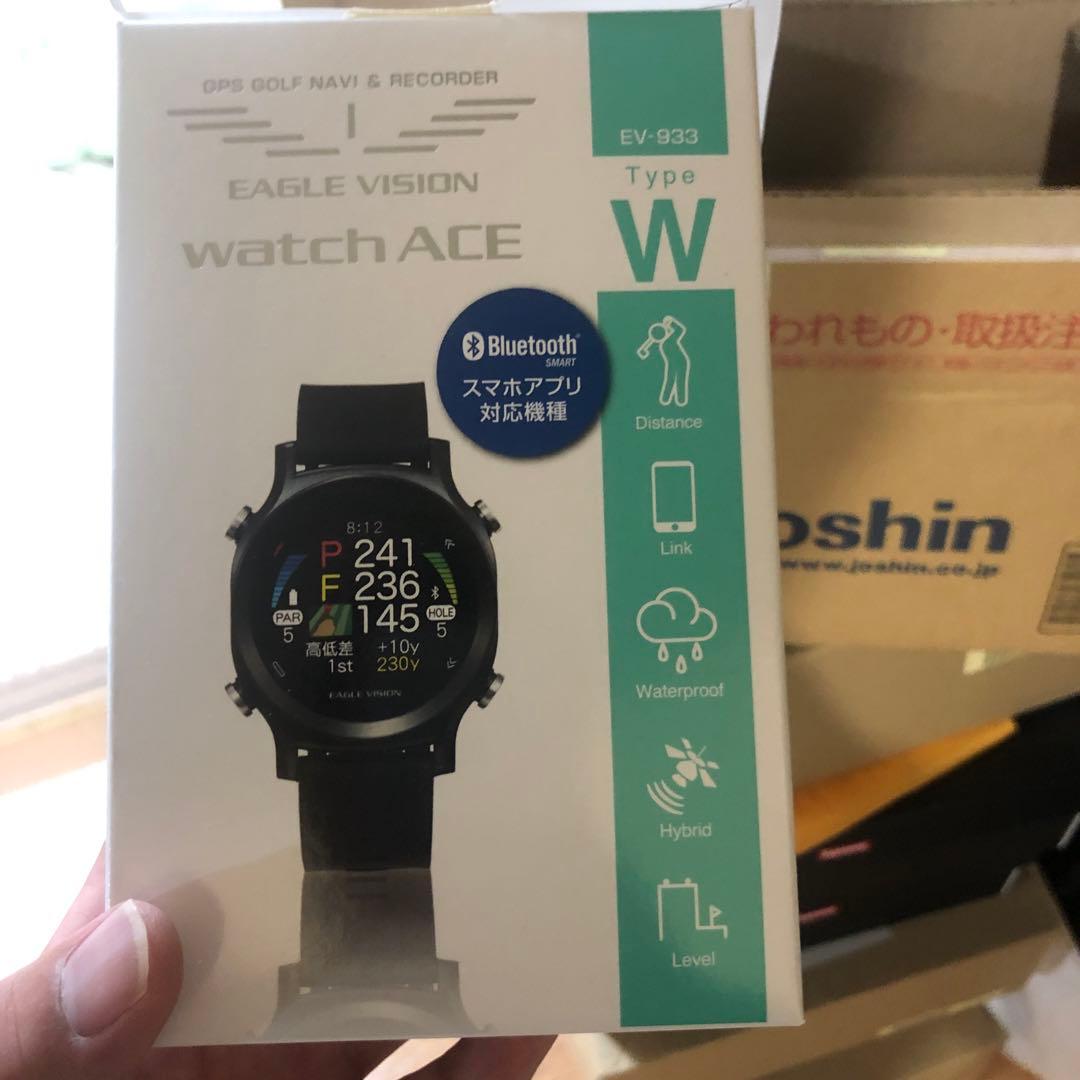 GPS GOLF NAVI & RECORDER
EAGLE VISION
watch ACE
EV-933
Type
W
Bluetooth
SMART
スマホアプリ
対応機種
8:12
P 241
F 236
145
PAR
5
HOLE
5
高低差 +10y
1st 230y
EAGLE VISION
Distance
Link
Waterproof
Hybrid
Level
われもの・取扱注
Joshin
www.joshin.co.jp